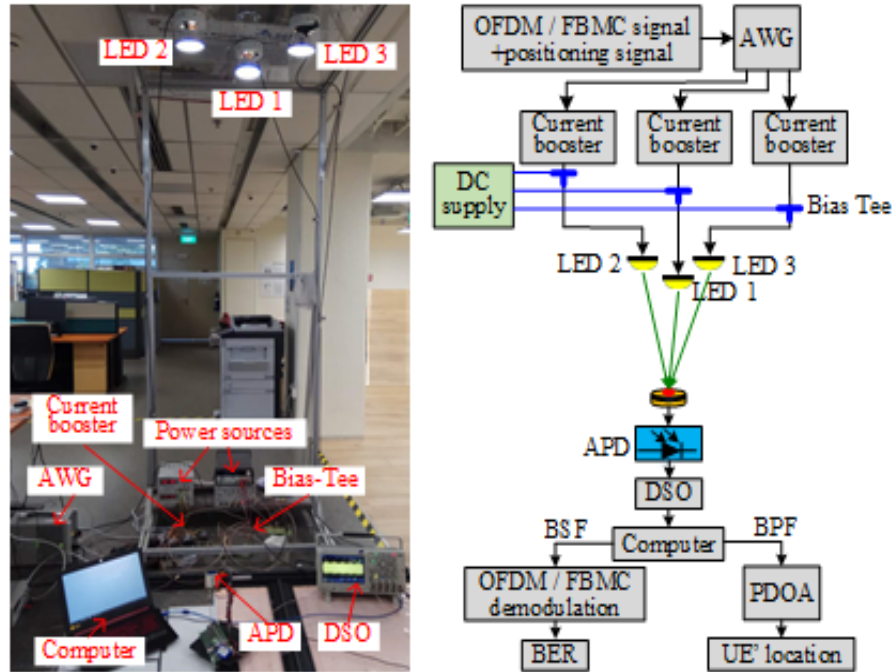 LED 2
LED 3
LED 1
Current
booster
Power sources
AWG
Bias-Tee
Computer
APD
DSO
OFDM / FBMC signal
+positioning signal
AWG
Current
booster
Current
booster
Current
booster
DC
supply
Bias Tee
LED 2
LED 3
LED 1
APD
DSO
BSF
BPF
Computer
OFDM / FBMC
demodulation
PDOA
BER
UE' location